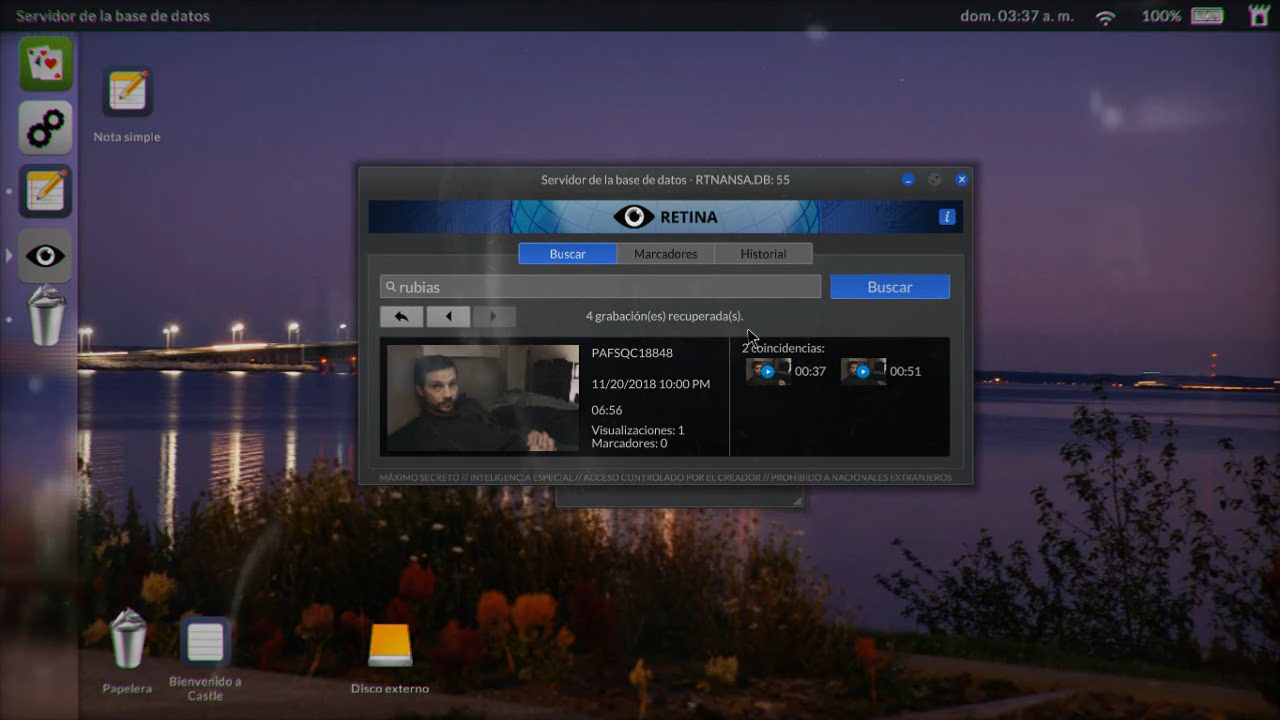 Servidor de la base de datos
dom. 03:37 a. m.
100%
Nota simple
Servidor de la base de datos - RTNANSA.DB: 55
RETINA
i
Buscar
Marcadores
Historial
rubias
Buscar
4 grabación(es) recuperada(s).
PAFSQC18848
11/20/2018 10:00 PM
06:56
Visualizaciones: 1
Marcadores: 0
2 coincidencias:
00:37
00:51
MÁXIMO SECRETO // INTELIGENCIA ESPECIAL // ACCESO CONTROLADO POR EL CREADOR // PROHIBIDO A NACIONALES EXTRANJEROS
Papelera
Bienvenido a
Castle
Disco externo